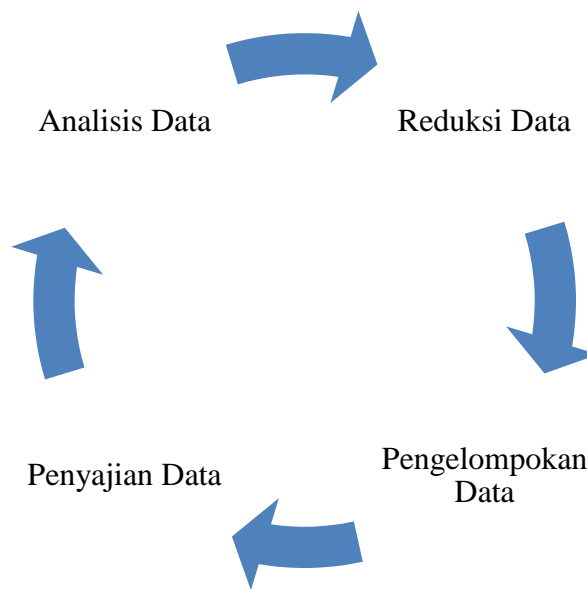 Analisis Data
Reduksi Data
Penyajian Data
Pengelompokan
Data